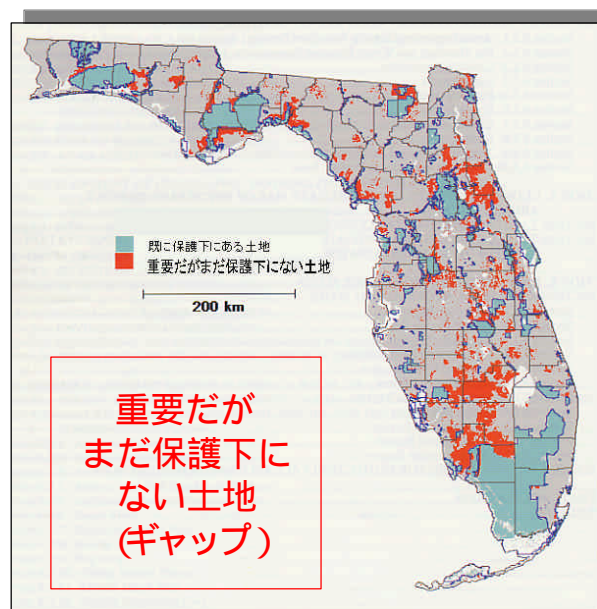 既に保護下にある土地
重要だがまだ保護下にない土地
200 km
重要だが
まだ保護下に
ない土地
(ギャップ)